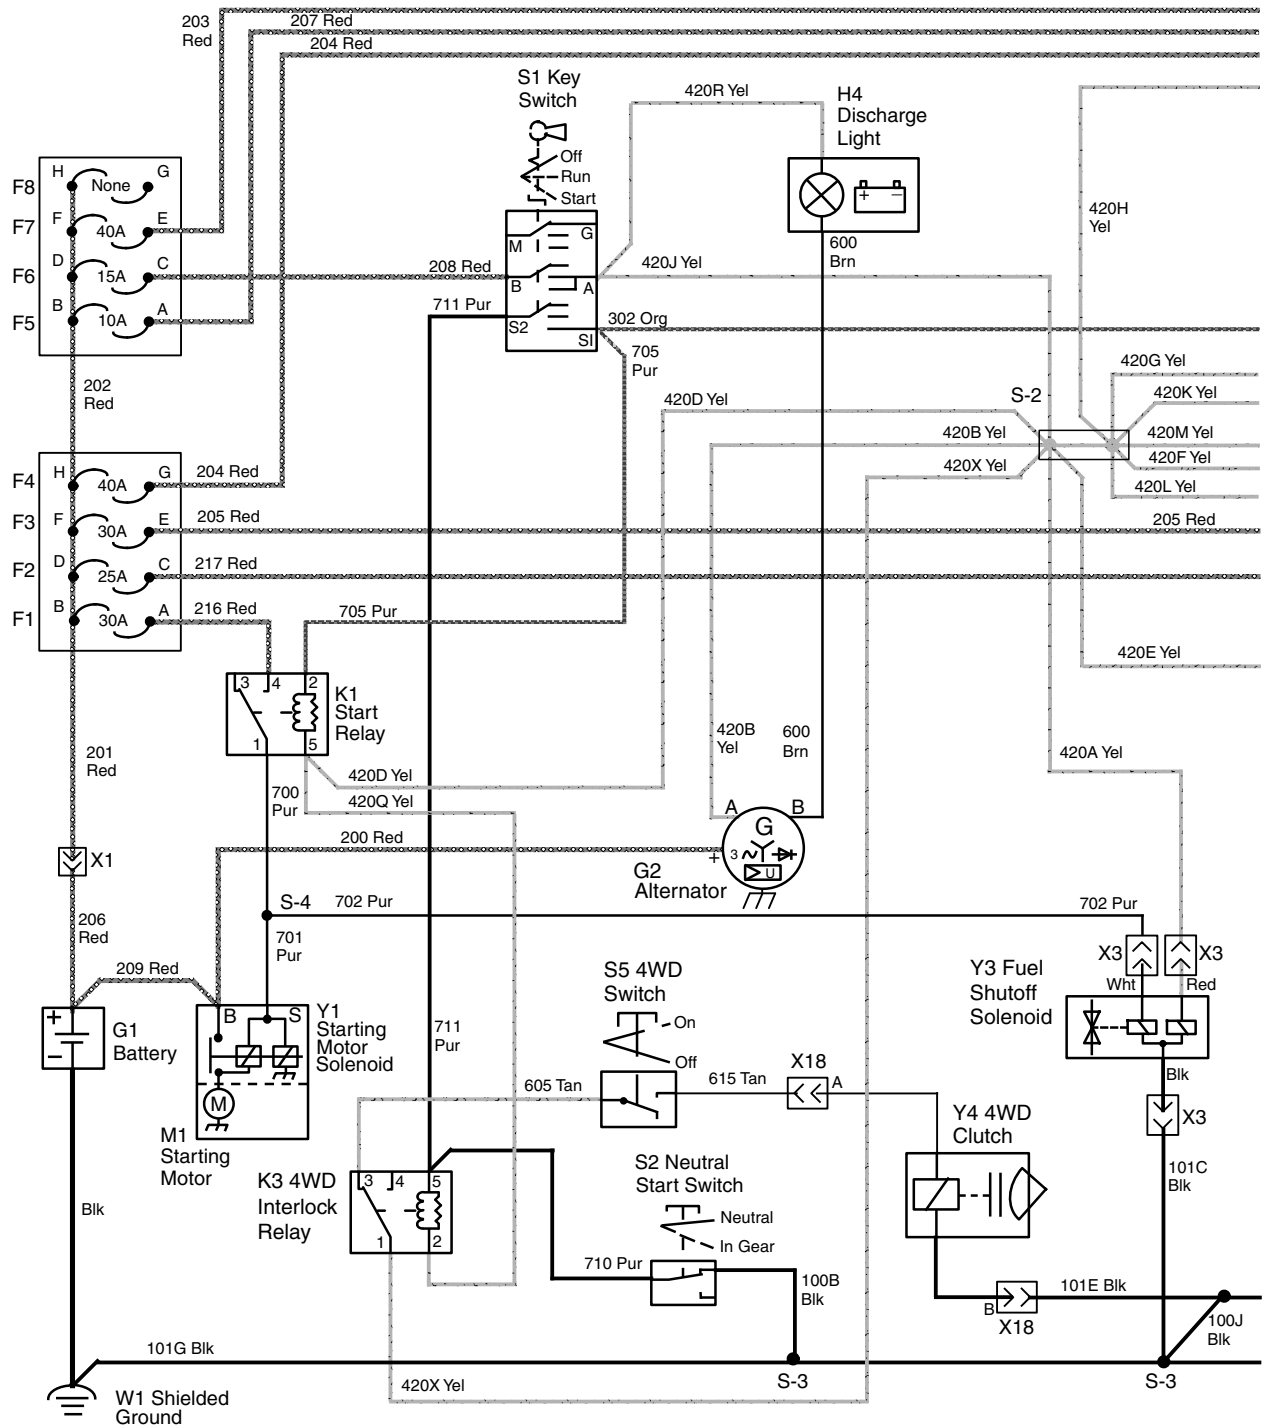 203
Red
207 Red
204 Red
S1 Key
Switch
Off
Run
Start
420R Yel
H4
Discharge
Light
+ −
420H
Yel
F8
H
None
G
F7
F
40A
E
F6
D
15A
C
F5
B
10A
A
208 Red
711 Pur
M
G
B
A
S2
SI
420J Yel
600
Brn
302 Org
705
Pur
202
Red
420D Yel
S-2
420G Yel
420K Yel
420B Yel
420M Yel
420X Yel
420F Yel
420L Yel
F4
H
40A
G
204 Red
F3
F
30A
E
205 Red
205 Red
F2
D
25A
C
217 Red
F1
B
30A
A
216 Red
705 Pur
420E Yel
3
4
2
1
5
K1
Start
Relay
201
Red
420B
Yel
600
Brn
420A Yel
700
Pur
420D Yel
420Q Yel
200 Red
X1
A
B
G
3
U
+
G2
Alternator
S-4
702 Pur
702 Pur
701
Pur
206
Red
209 Red
X3
X3
Wht
Red
Y3 Fuel
Shutoff
Solenoid
Blk
X3
S5 4WD
Switch
On
Off
+
−
G1
Battery
B
S
Y1
Starting
Motor
Solenoid
M
M1
Starting
Motor
711
Pur
605 Tan
615 Tan
X18
A
Y4 4WD
Clutch
101C
Blk
K3 4WD
Interlock
Relay
3
4
5
1
2
S2 Neutral
Start Switch
Neutral
In Gear
710 Pur
100B
Blk
Blk
B
X18
101E Blk
100J
Blk
101G Blk
S-3
S-3
420X Yel
W1 Shielded
Ground